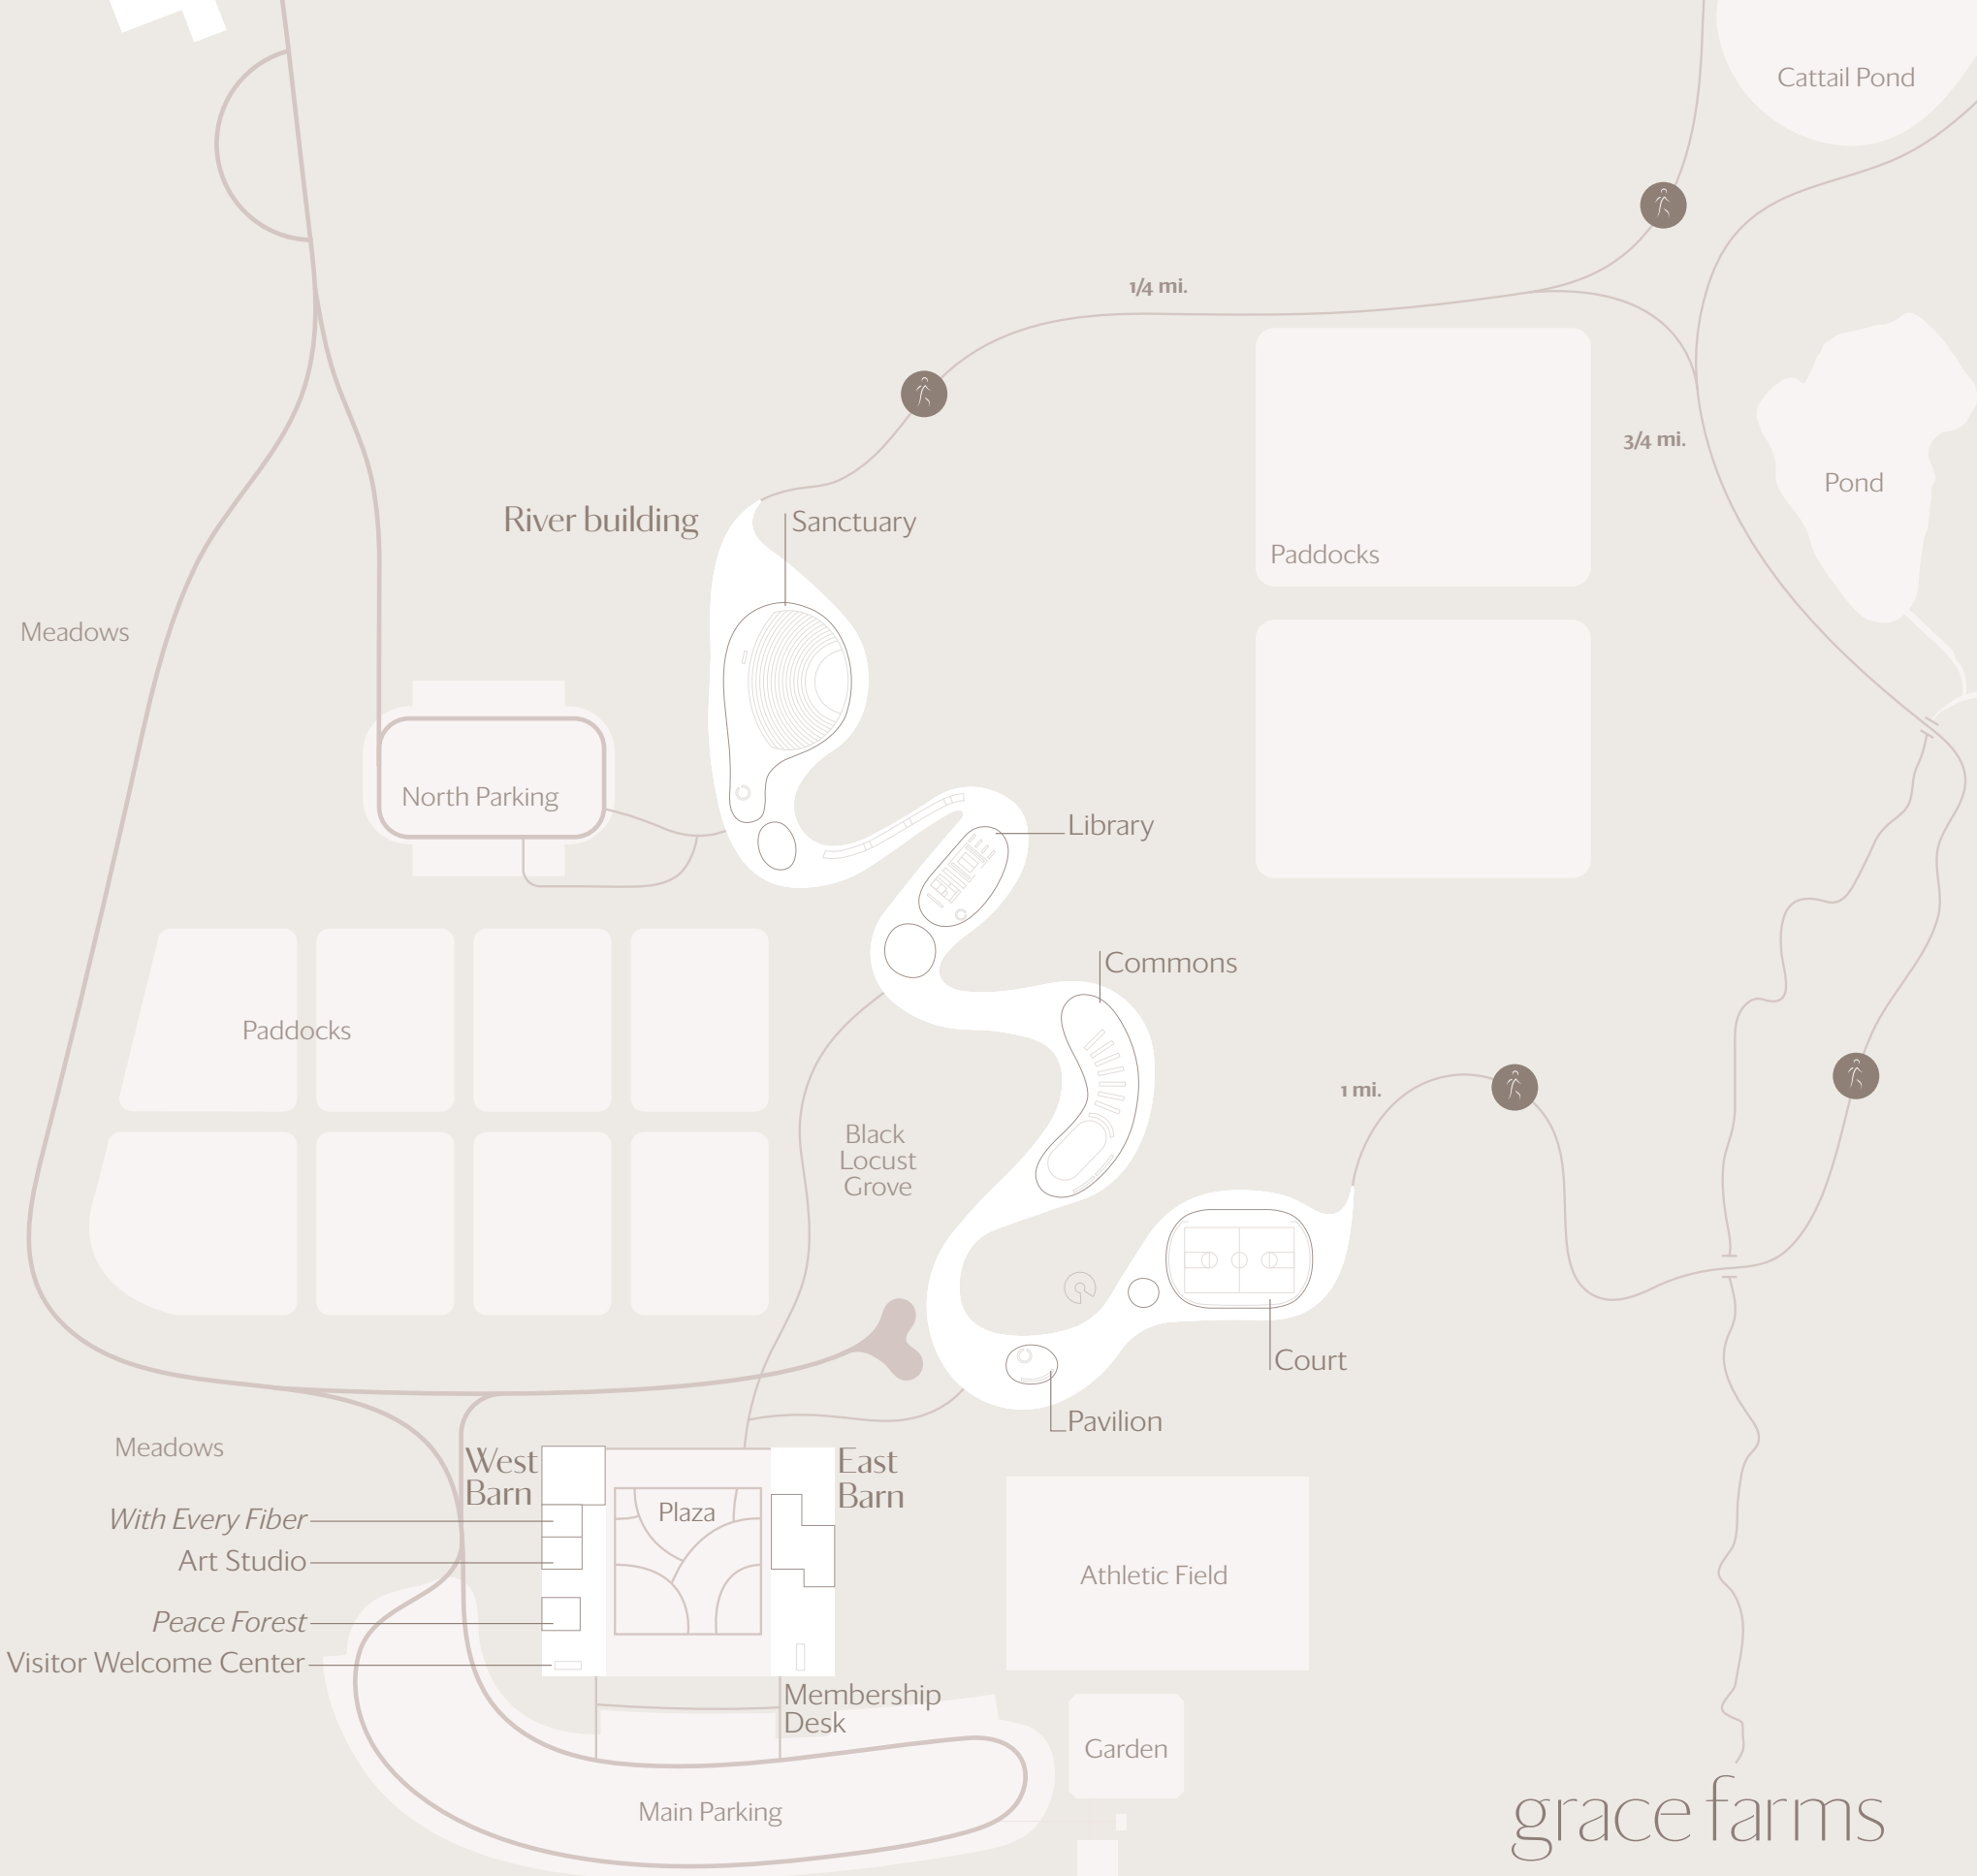 Cattail Pond
1/4 mi.
3/4 mi.
Pond
River building
Sanctuary
Paddocks
Meadows
North Parking
Library
Commons
Paddocks
1 mi.
Black
Locust
Grove
Court
Pavilion
Meadows
West
Barn
East
Barn
Plaza
With Every Fiber
Art Studio
Athletic Field
Peace Forest
Visitor Welcome Center
Membership
Desk
Garden
Main Parking
grace farms